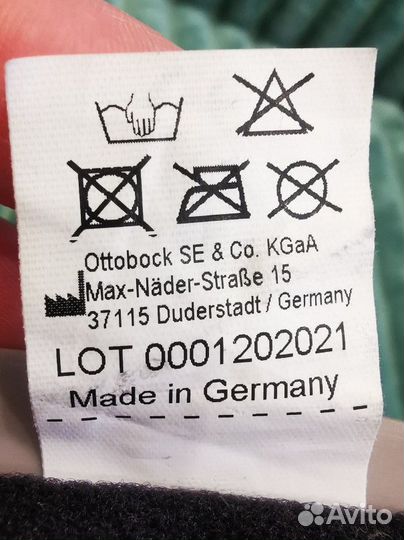 Ottobock SE & Co. KGaA
Max-Näder-Straße 15
37115 Duderstadt / Germany
LOT 0001202021
Made in Germany
Avito